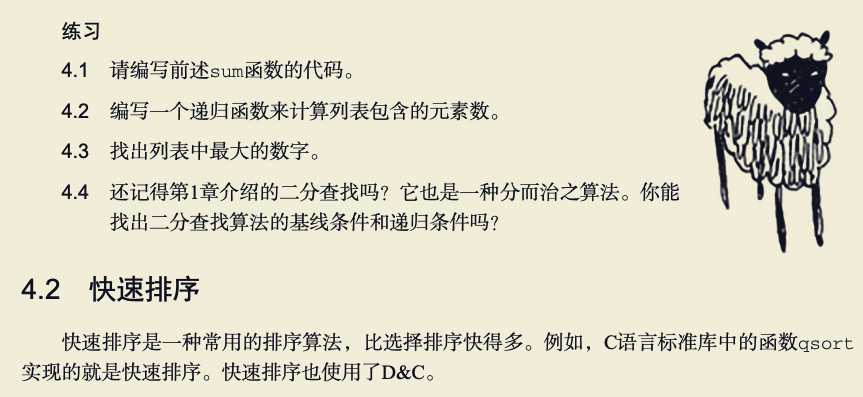 练习
4.1 请编写前述sum函数的代码。
4.2 编写一个递归函数来计算列表包含的元素数。
4.3 找出列表中最大的数字。
4.4 还记得第1章介绍的二分查找吗？它也是一种分而治之算法。你能
找出二分查找算法的基线条件和递归条件吗？
4.2 快速排序
快速排序是一种常用的排序算法，比选择排序快得多。例如，C语言标准库中的函数qsort
实现的就是快速排序。快速排序也使用了D&C。